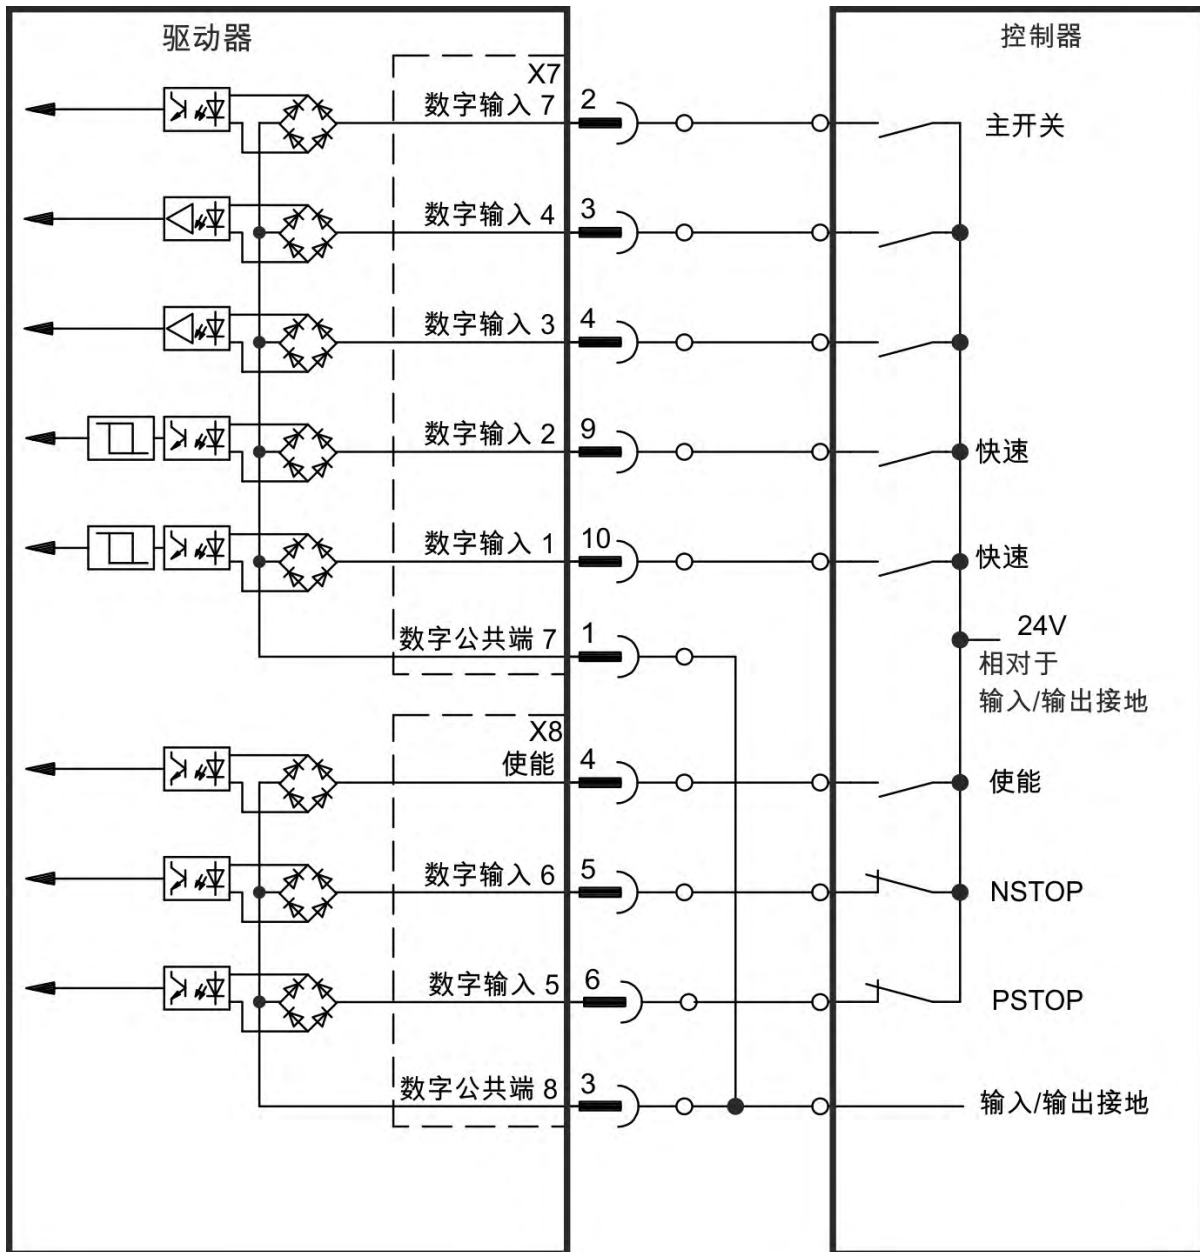 驱动器
控制器
X7
数字输入 7
2
主开关
数字输入 4
3
数字输入 3
4
数字输入 2
9
快速
数字输入 1
10
快速
数字公共端 7
1
24V
相对于
输入/输出接地
X8
使能
4
使能
数字输入 6
5
NSTOP
数字输入 5
6
PSTOP
数字公共端 8
3
输入/输出接地